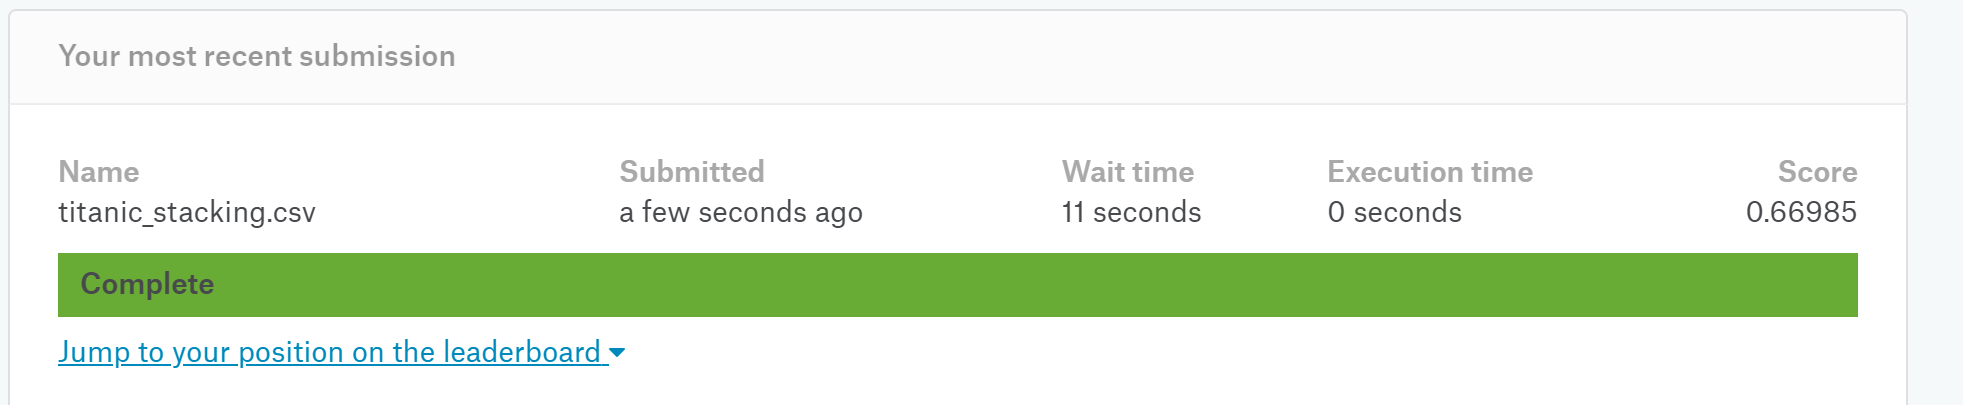 Your most recent submission
Name Submitted Wait time Execution time Score
titanic_stacking.csv a few seconds ago 11 seconds 0 seconds 0.66985
Complete
Jump to your position on the leaderboard